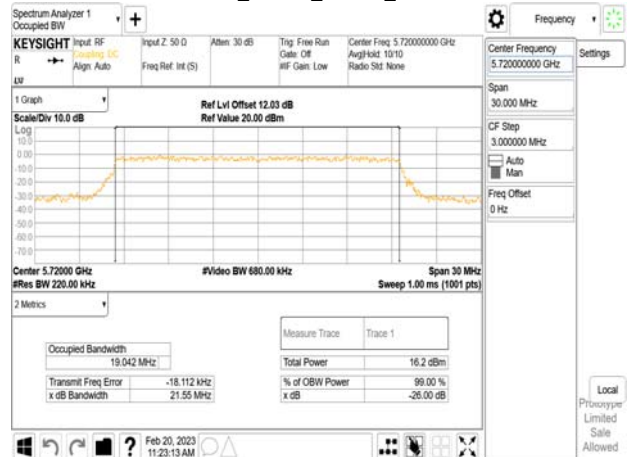 Spectrum Analyzer 1
Occupied BW
+
Frequency
KEYSIGHT
Input: RF
Coupling: DC
Align: Auto
Input Z: 50 Ω
Freq Ref: Int (S)
Atten: 30 dB
Trig: Free Run
Gate: Off
#IF Gain: Low
Center Freq: 5.720000000 GHz
Avg|Hold: 10/10
Radio Std: None
R
LXI
Center Frequency
5.720000000 GHz
Settings
Span
30.000 MHz
CF Step
3.000000 MHz
Auto
Man
Freq Offset
0 Hz
1 Graph
Scale/Div 10.0 dB
Ref Lvl Offset 12.03 dB
Ref Value 20.00 dBm
Log
10.0
0.00
-10.0
-20.0
-30.0
-40.0
-50.0
-60.0
-70.0
Center 5.72000 GHz
#Res BW 220.00 kHz
#Video BW 680.00 kHz
Span 30 MHz
Sweep 1.00 ms (1001 pts)
2 Metrics
Measure Trace
Trace 1
Occupied Bandwidth
19.042 MHz
Total Power
16.2 dBm
Transmit Freq Error
-18.112 kHz
% of OBW Power
99.00 %
x dB Bandwidth
21.55 MHz
x dB
-26.00 dB
Local
Prototype
Limited
Sale
Allowed
?
Feb 20, 2023
11:23:13 AM